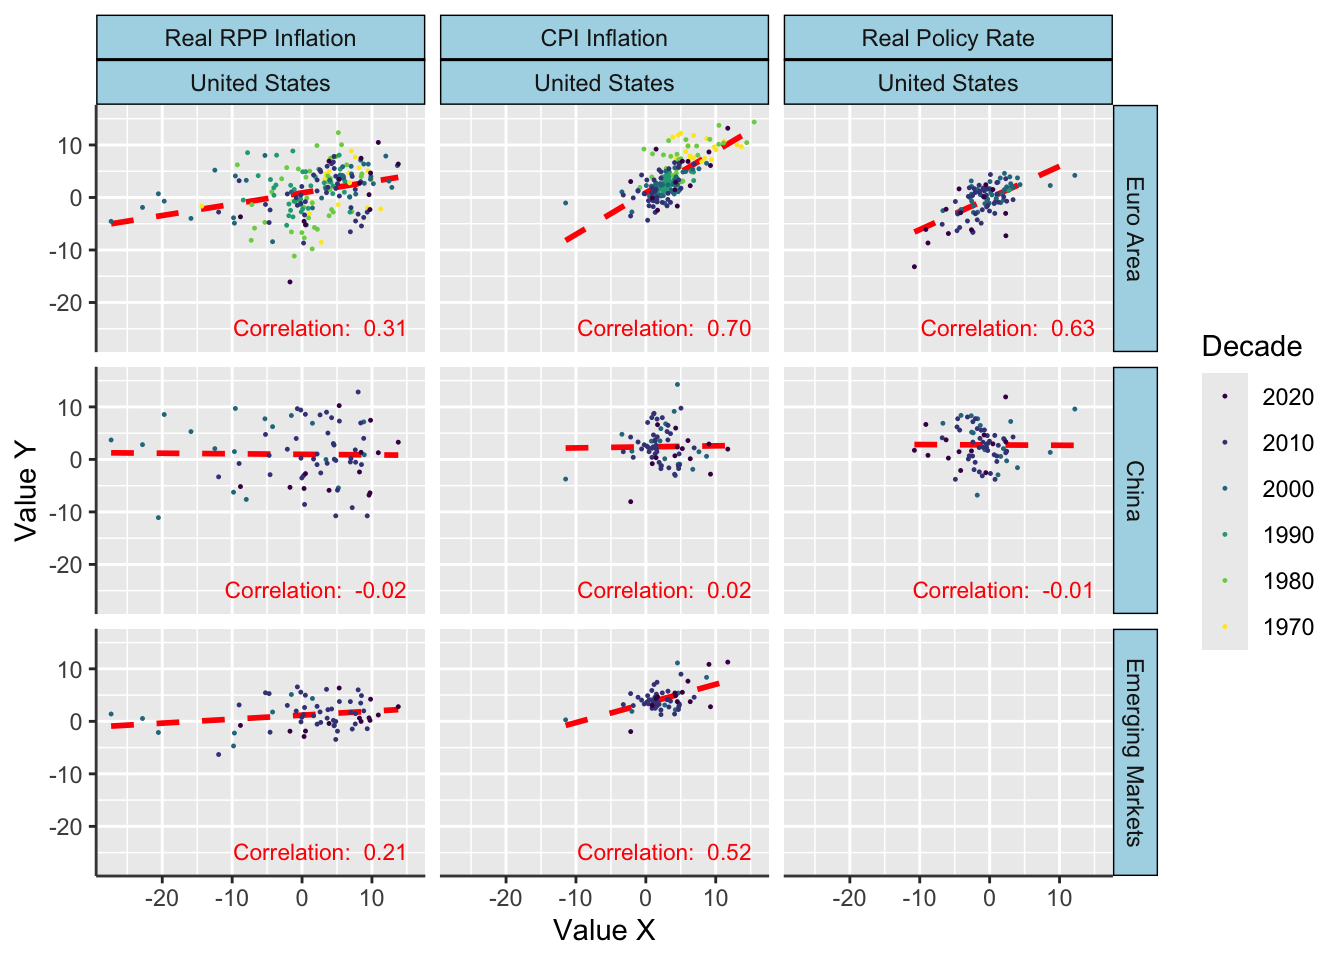 Real RPP Inflation
CPI Inflation
Real Policy Rate
United States
United States
United States
10
0
-10
-20
Correlation: 0.31
Correlation: 0.70
Correlation: 0.63
Euro Area
10
0
-10
-20
Correlation: -0.02
Correlation: 0.02
Correlation: -0.01
China
10
0
-10
-20
Correlation: 0.21
Correlation: 0.52
Emerging Markets
-20 -10 0 10
-20 -10 0 10
-20 -10 0 10
Value X
Value Y
Decade
2020
2010
2000
1990
1980
1970